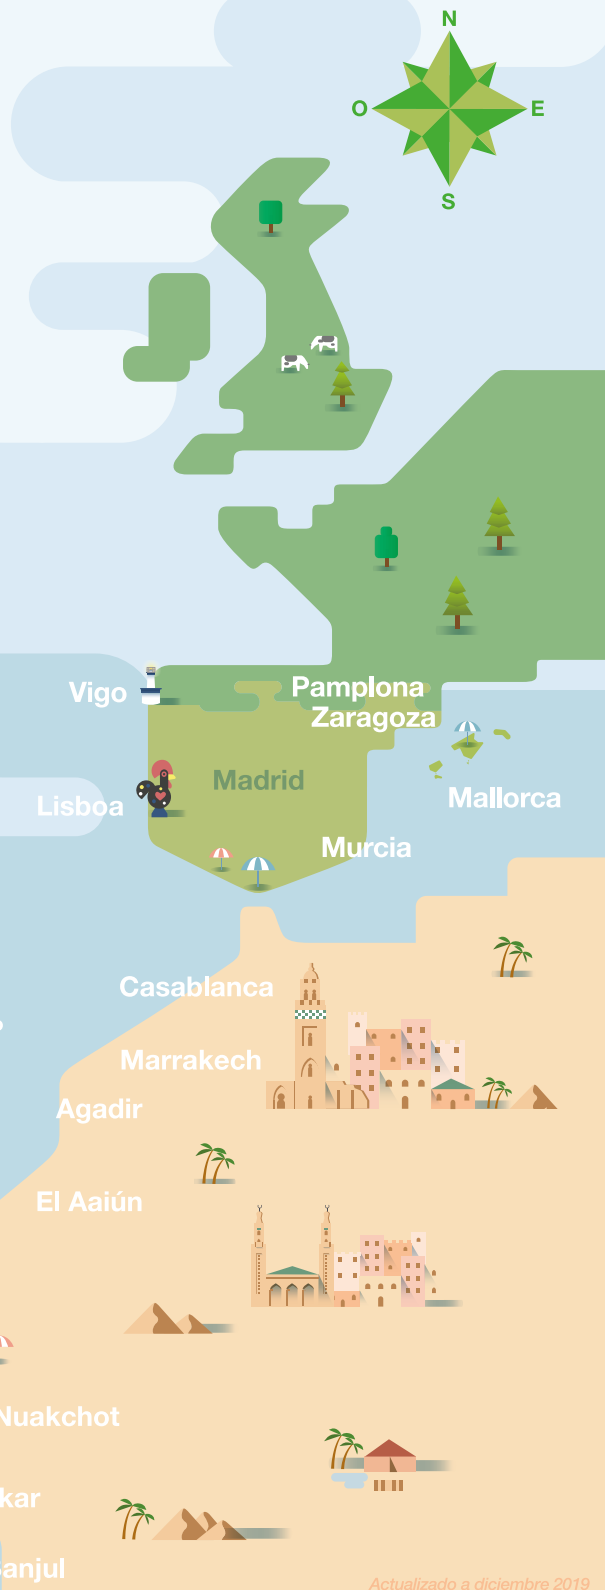 N
O E
S
Vigo
Pamplona
Zaragoza
Madrid
Lisboa
Mallorca
Murcia
Casablanca
Marrakech
Agadir
El Aaiún
Nuakchot
kar
anjul
Actualizado a diciembre 2019